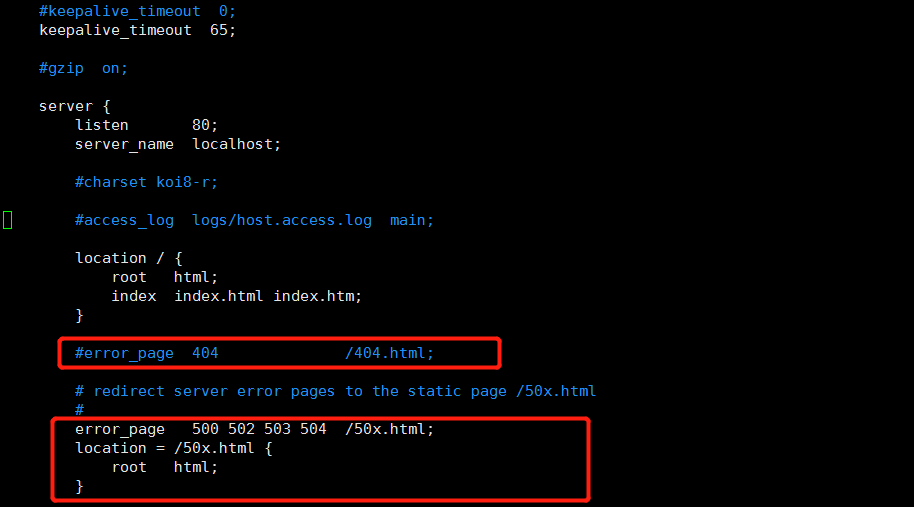 #keepalive_timeout  0;
keepalive_timeout  65;
#gzip  on;
server {
listen       80;
server_name  localhost;
#charset koi8-r;
#access_log  logs/host.access.log  main;
location / {
root   html;
index  index.html index.htm;
}
#error_page  404              /404.html;
# redirect server error pages to the static page /50x.html
#
error_page   500 502 503 504  /50x.html;
location = /50x.html {
root   html;
}